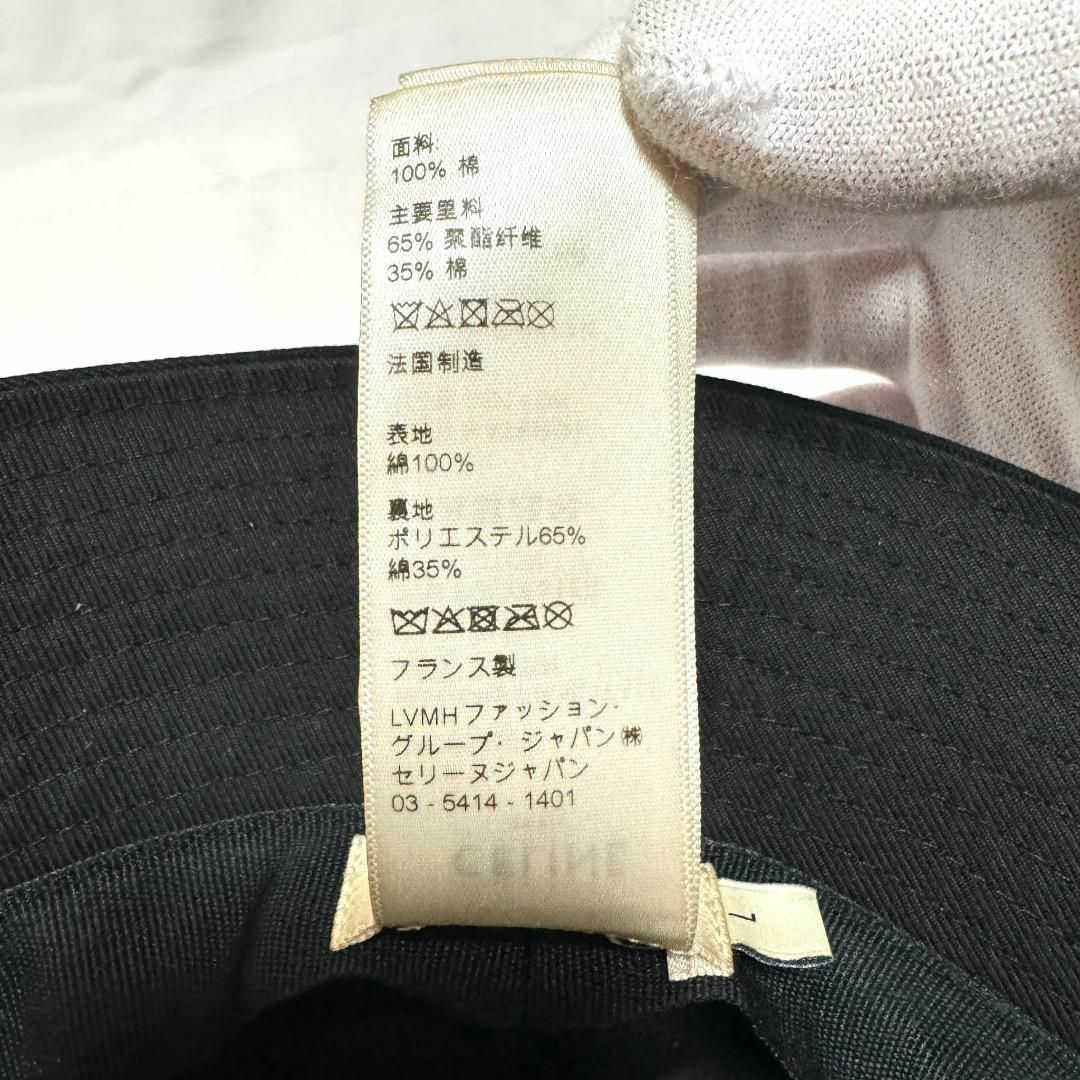 面料:
100% 棉
主要里料
65% 聚酯纤维
35% 棉
法国制造
表地
綿100%
裏地
ポリエステル65%
綿35%
フランス製
LVMHファッション·
グループ· ジャパン㈱
セリーヌジャパン
03 - 5414 - 1401
CELINE
L